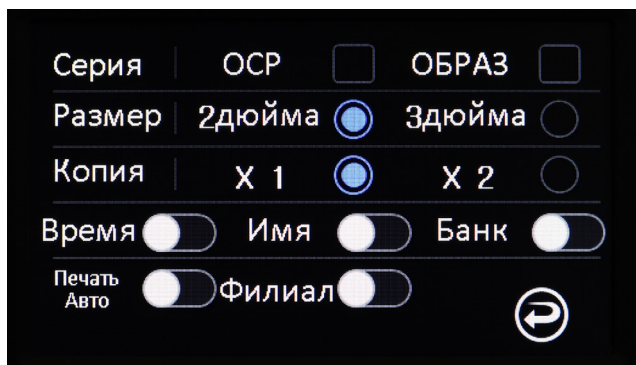 Серия ОСР ОБРАЗ
Размер 2дюйма 3дюйма
Копия X 1 X 2
Время Имя Банк
Печать
Авто Филиал